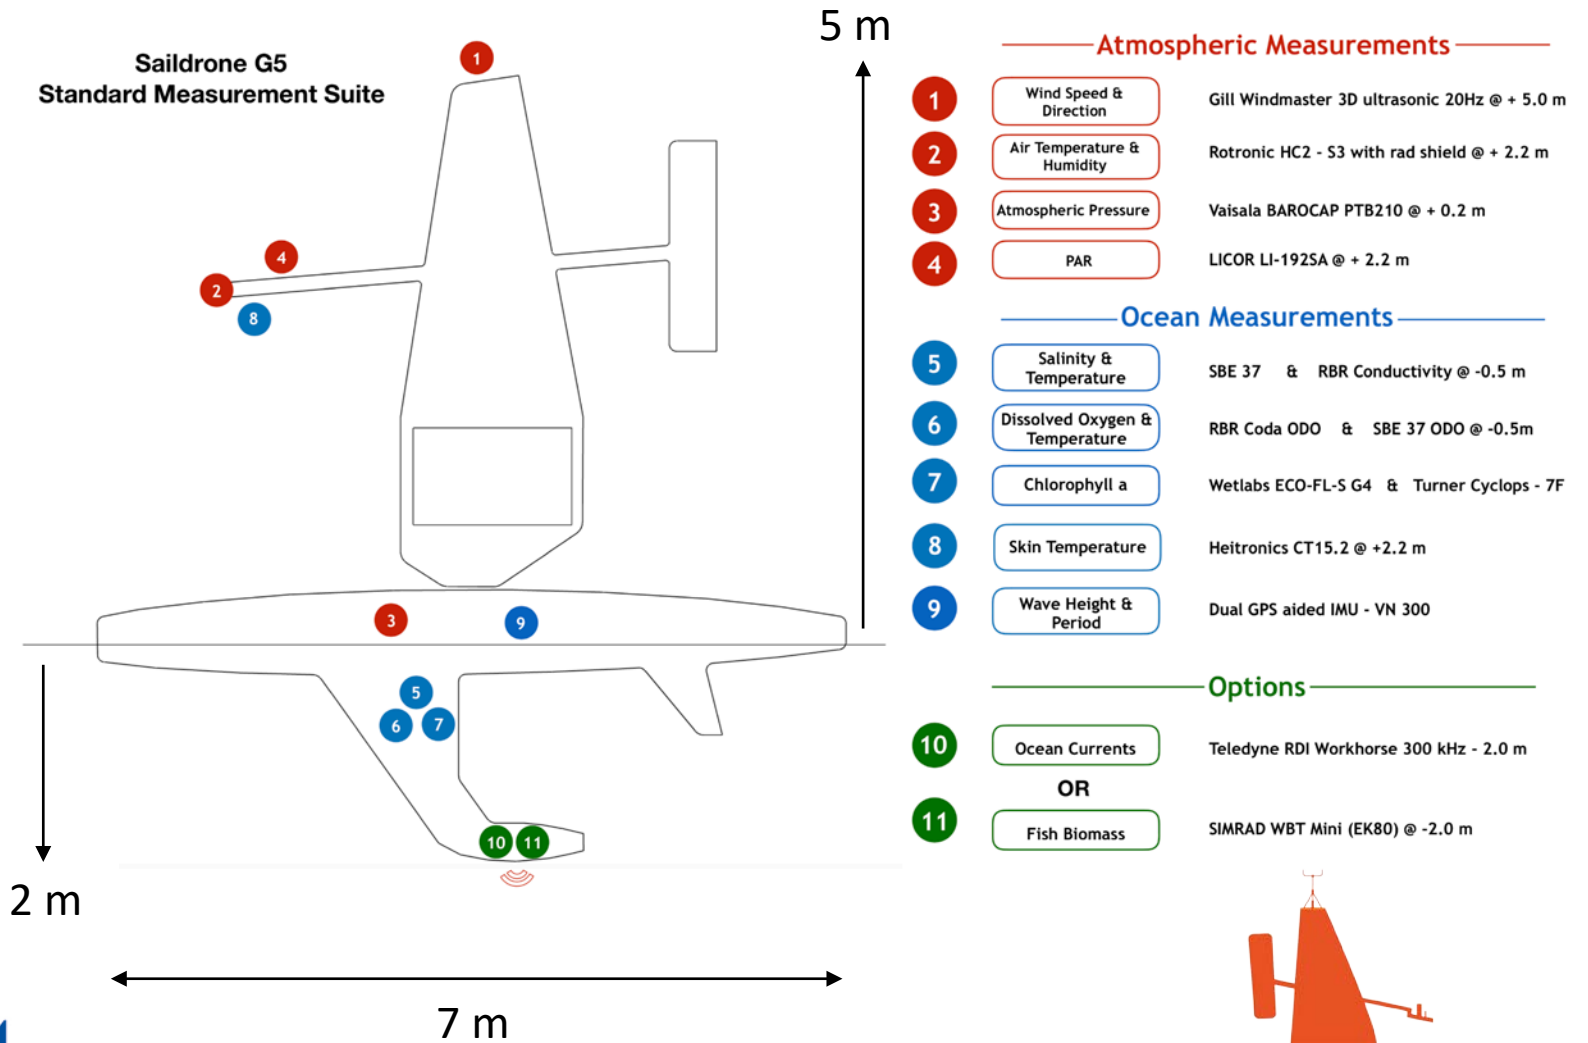 Saildrone G5
Standard Measurement Suite
5 m
1
4
2
8
3
9
5
6
7
10
11
2 m
7 m
Atmospheric Measurements
1
Wind Speed &
Direction
Gill Windmaster 3D ultrasonic 20Hz @ + 5.0 m
2
Air Temperature &
Humidity
Rotronic HC2 - S3 with rad shield @ + 2.2 m
3
Atmospheric Pressure
Vaisala BAROCAP PTB210 @ + 0.2 m
4
PAR
LICOR LI-192SA @ + 2.2 m
Ocean Measurements
5
Salinity &
Temperature
SBE 37 & RBR Conductivity @ -0.5 m
6
Dissolved Oxygen &
Temperature
RBR Coda ODO & SBE 37 ODO @ -0.5m
7
Chlorophyll a
Wetlabs ECO-FL-S G4 & Turner Cyclops - 7F
8
Skin Temperature
Heitronics CT15.2 @ +2.2 m
9
Wave Height &
Period
Dual GPS aided IMU - VN 300
Options
10
Ocean Currents
Teledyne RDI Workhorse 300 kHz - 2.0 m
OR
11
Fish Biomass
SIMRAD WBT Mini (EK80) @ -2.0 m